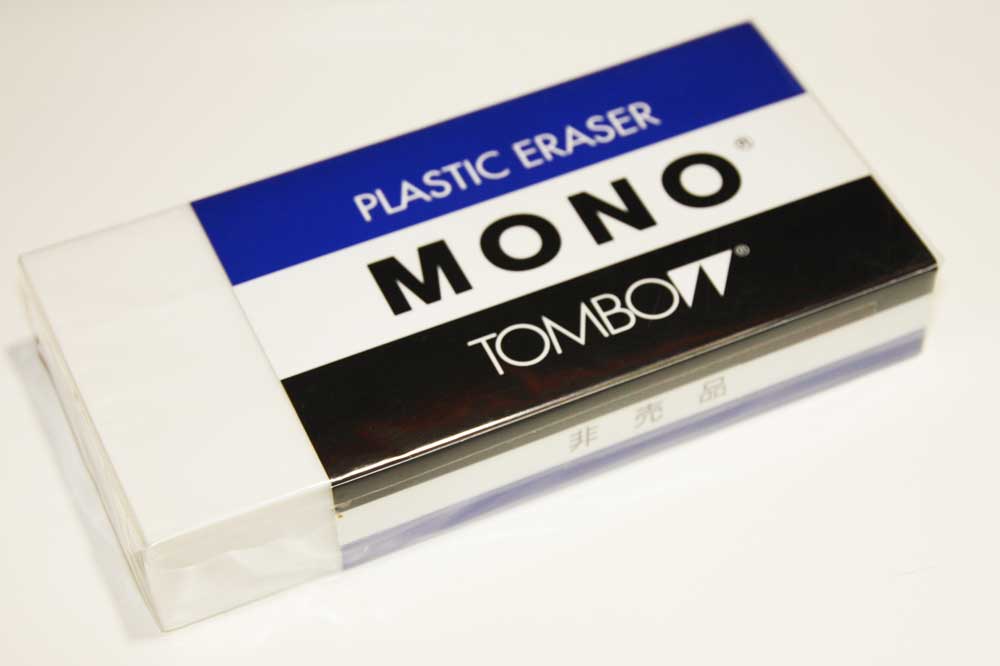 PLASTIC ERASER
MONO®
TOMBOW®
非売品